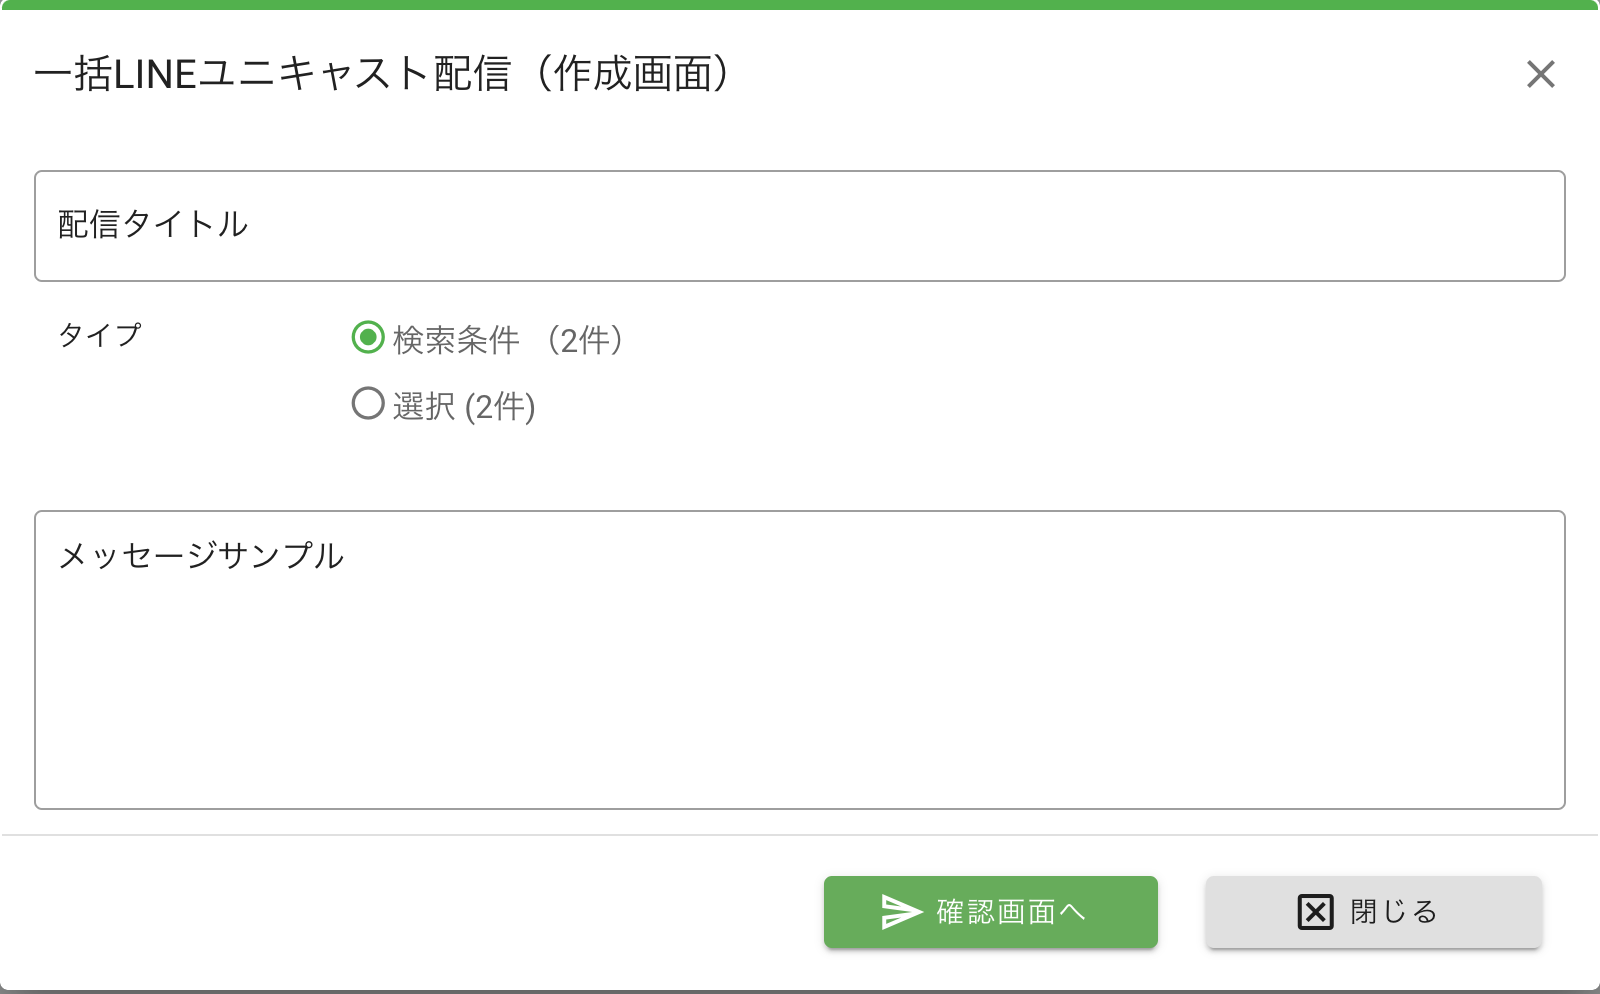 一括LINEユニキャスト配信（作成画面）
配信タイトル
タイプ
検索条件 （2件）
選択 (2件)
メッセージサンプル
確認画面へ
閉じる